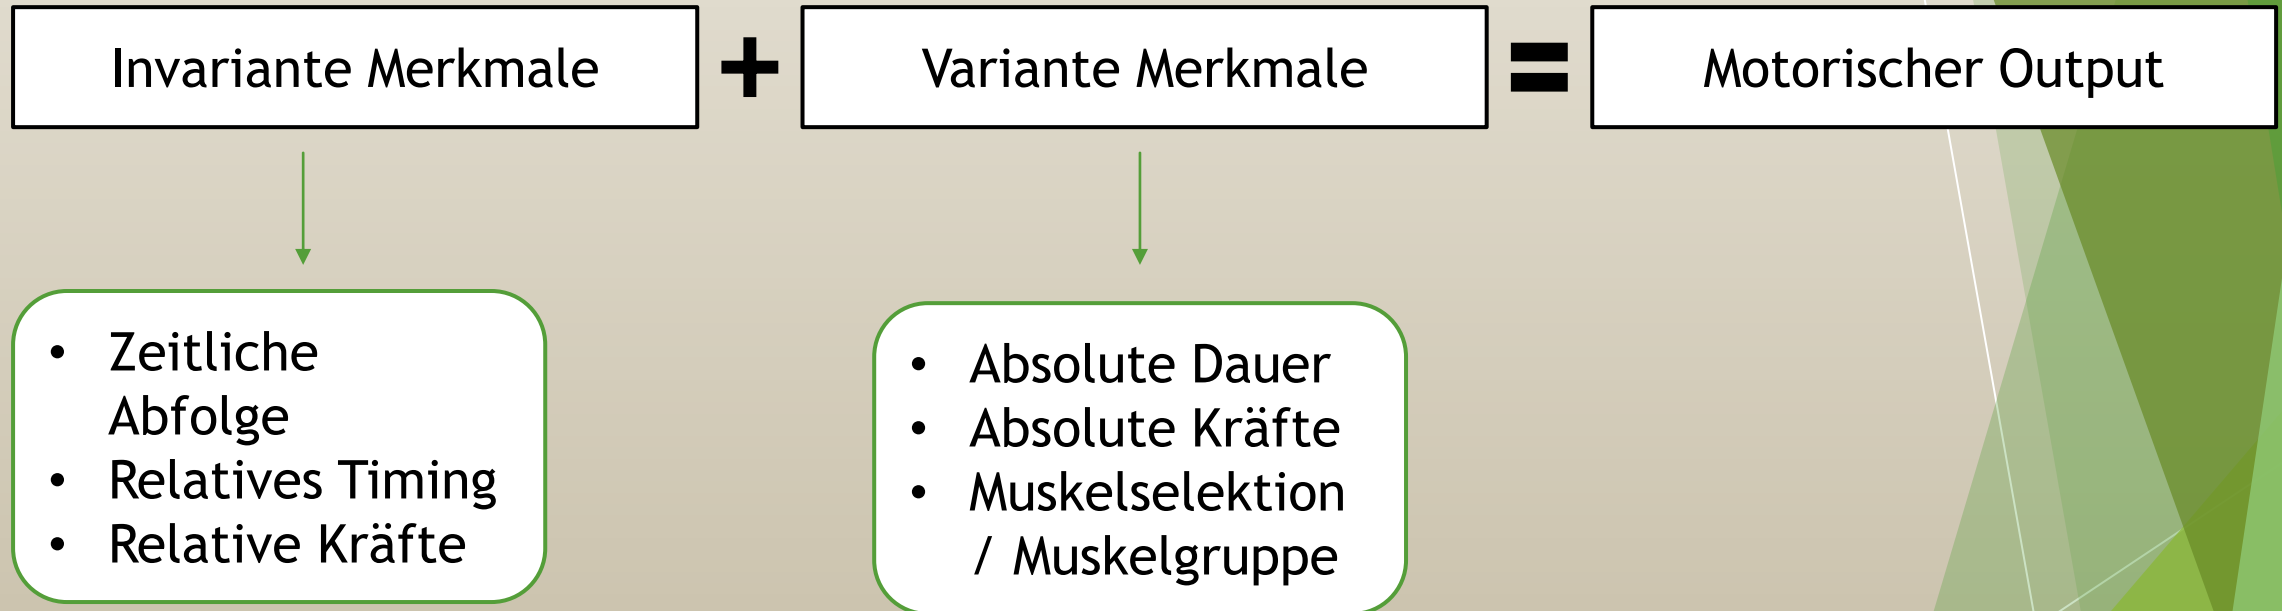 Invariante Merkmale + Variante Merkmale = Motorischer Output
• Zeitliche
Abfolge
• Relatives Timing
• Relative Kräfte
• Absolute Dauer
• Absolute Kräfte
• Muskelselektion
/ Muskelgruppe